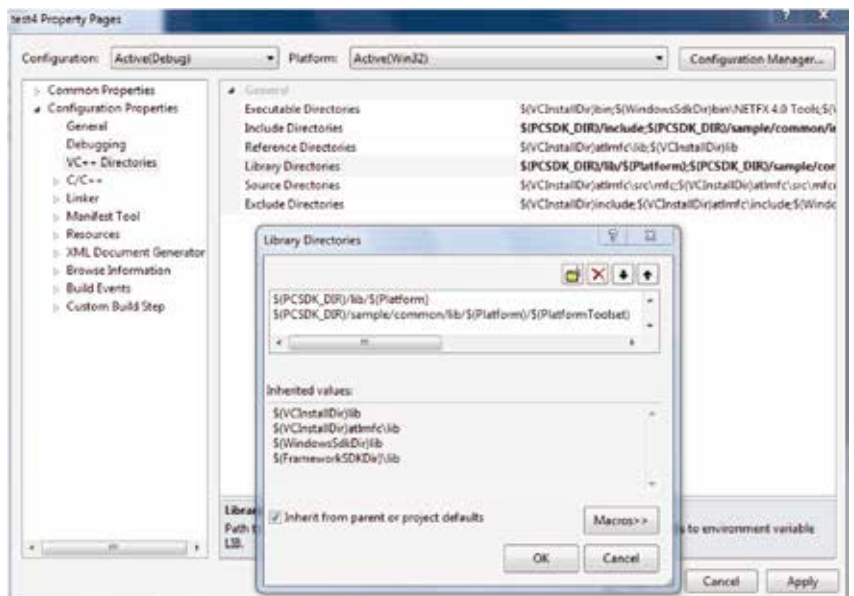 test4 Property Pages
Configuration: Active(Debug) Platform: Active(Win32) Configuration Manager...
Common Properties
Configuration Properties
General
Debugging
VC++ Directories
C/C++
Linker
Manifest Tool
Resources
XML Document Generator
Browse Information
Build Events
Custom Build Step
General
Executable Directories $(VCInstallDir)bin;$(WindowsSdkDir)bin\NETFX 4.0 Tools;$(\
Include Directories $(PCSDK_DIR)/include;$(PCSDK_DIR)/sample/common/in
Reference Directories $(VCInstallDir)atlmfc\lib;$(VCInstallDir)lib
Library Directories $(PCSDK_DIR)/lib/$(Platform);$(PCSDK_DIR)/sample/com
Source Directories $(VCInstallDir)atlmfc\src\mfc;$(VCInstallDir)atlmfc\src\mfcm
Exclude Directories $(VCInstallDir)include;$(VCInstallDir)atlmfc\include;$(Windo
Library Directories
$(PCSDK_DIR)/lib/$(Platform)
$(PCSDK_DIR)/sample/common/lib/$(Platform)/$(PlatformToolset)
Inherited values:
$(VCInstallDir)lib
$(VCInstallDir)atlmfc\lib
$(WindowsSdkDir)lib
$(FrameworkSDKDir)\lib
Inherit from parent or project defaults Macros>>
OK Cancel
Librar
Path t s to environment variable
LIB.
Cancel Apply